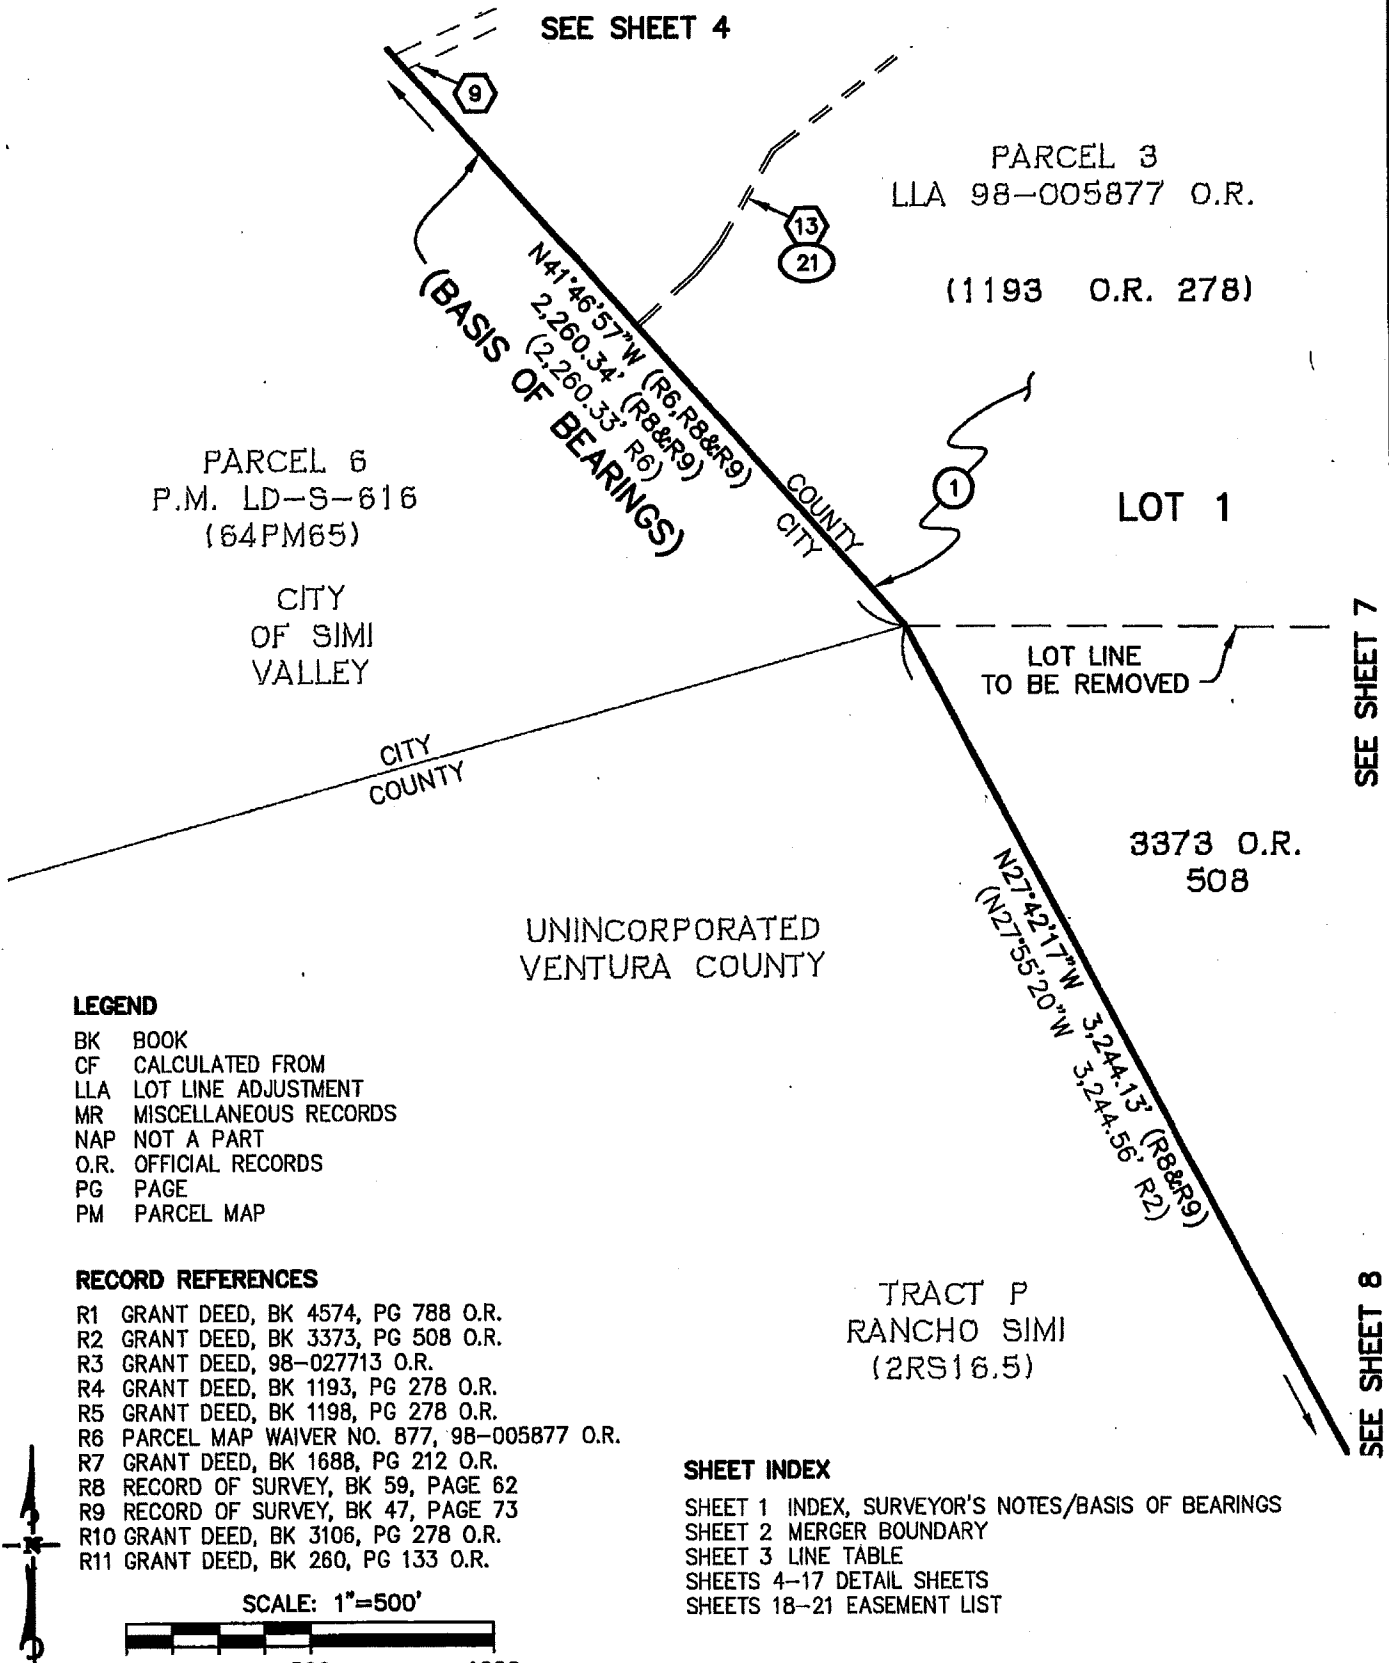 SEE SHEET 4
9
PARCEL 3
LLA 98-005877 O.R.
13
21
(1193 O.R. 278)
N41°46'57"W (R6,R8&R9)
2,260.34' (R8&R9)
(2,260.33' R6)
(BASIS OF BEARINGS)
PARCEL 6
P.M. LD-S-616
(64PM65)
COUNTY
CITY
1
LOT 1
CITY
OF SIMI
VALLEY
SEE SHEET 7
LOT LINE
TO BE REMOVED
CITY
COUNTY
3373 O.R.
508
N27°42'17"W 3,244.13' (R8&R9)
(N27°55'20"W 3,244.56' R2)
UNINCORPORATED
VENTURA COUNTY
LEGEND
BK BOOK
CF CALCULATED FROM
LLA LOT LINE ADJUSTMENT
MR MISCELLANEOUS RECORDS
NAP NOT A PART
O.R. OFFICIAL RECORDS
PG PAGE
PM PARCEL MAP
RECORD REFERENCES
R1 GRANT DEED, BK 4574, PG 788 O.R.
R2 GRANT DEED, BK 3373, PG 508 O.R.
R3 GRANT DEED, 98-027713 O.R.
R4 GRANT DEED, BK 1193, PG 278 O.R.
R5 GRANT DEED, BK 1198, PG 278 O.R.
R6 PARCEL MAP WAIVER NO. 877, 98-005877 O.R.
R7 GRANT DEED, BK 1688, PG 212 O.R.
R8 RECORD OF SURVEY, BK 59, PAGE 62
R9 RECORD OF SURVEY, BK 47, PAGE 73
R10 GRANT DEED, BK 3106, PG 278 O.R.
R11 GRANT DEED, BK 260, PG 133 O.R.
TRACT P
RANCHO SIMI
(2RS16.5)
SEE SHEET 8
SHEET INDEX
SHEET 1 INDEX, SURVEYOR'S NOTES/BASIS OF BEARINGS
SHEET 2 MERGER BOUNDARY
SHEET 3 LINE TABLE
SHEETS 4-17 DETAIL SHEETS
SHEETS 18-21 EASEMENT LIST
N
SCALE: 1"=500'